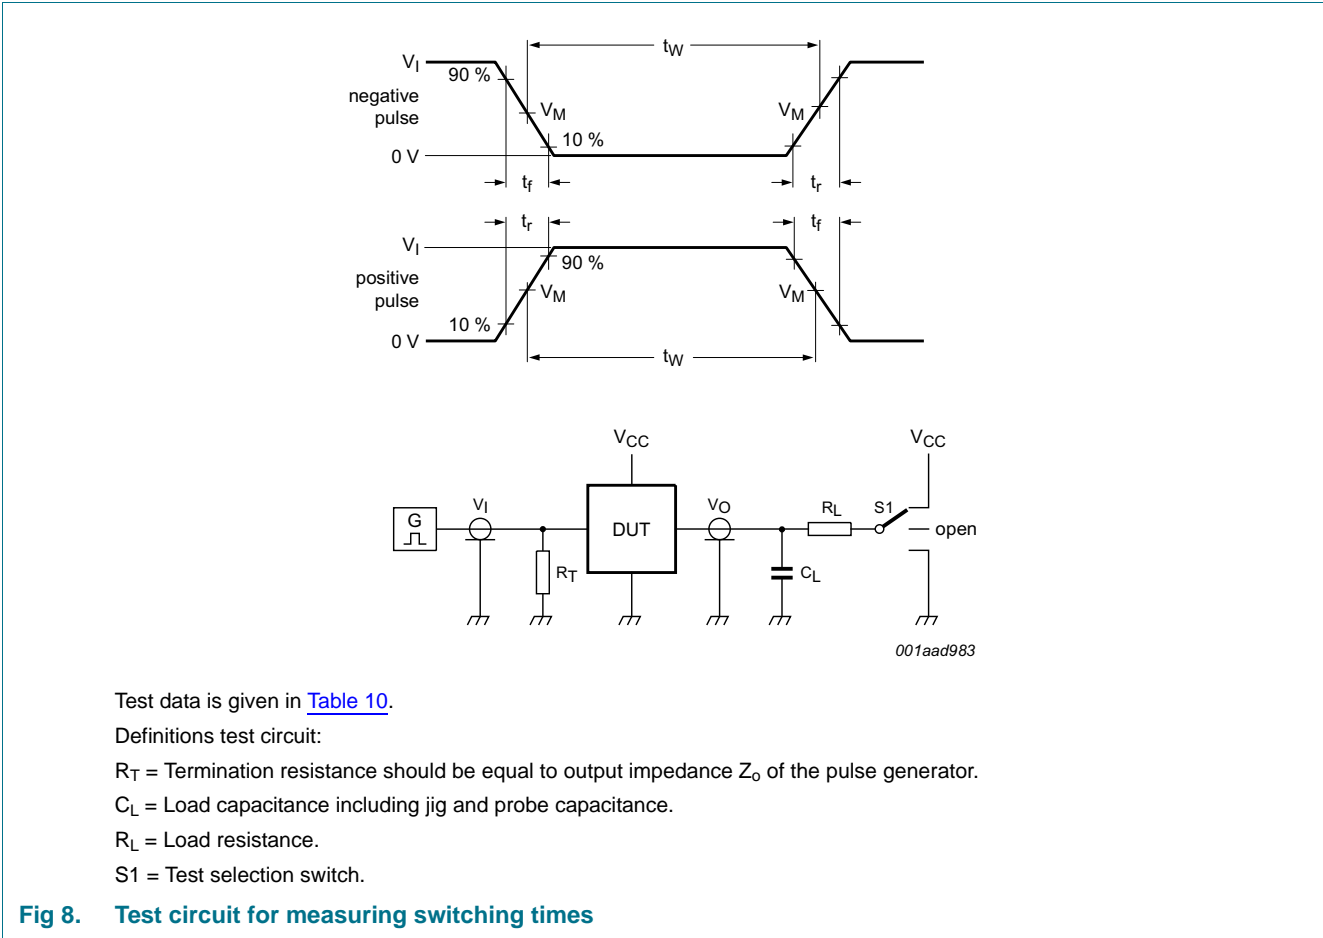 tW
VI
90 %
negative
pulse
VM
VM
10 %
0 V
tf
tr
tr
tf
VI
90 %
positive
pulse
VM
VM
10 %
0 V
tW
VCC
VCC
G
VI
DUT
VO
RL
S1
open
RT
CL
001aad983
Test data is given in Table 10.
Definitions test circuit:
RT = Termination resistance should be equal to output impedance Zo of the pulse generator.
CL = Load capacitance including jig and probe capacitance.
RL = Load resistance.
S1 = Test selection switch.
Fig 8. Test circuit for measuring switching times